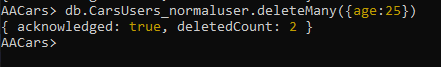 AACars> db.CarsUsers_normaluser.deleteMany({age:25})
{ acknowledged: true, deletedCount: 2 }
AACars>